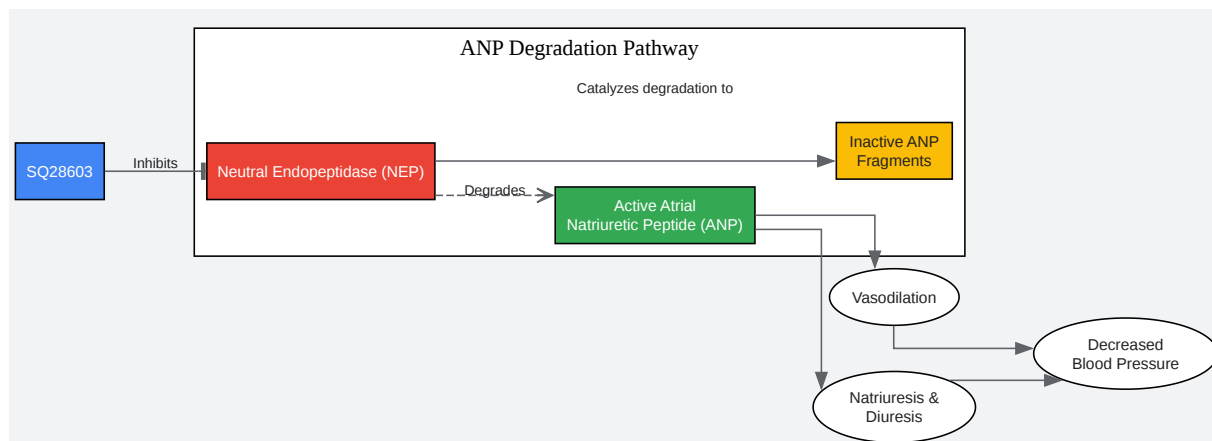 ANP Degradation Pathway
Catalyzes degradation to
SQ28603
Inhibits
Neutral Endopeptidase (NEP)
Degrades
Inactive ANP
Fragments
Active Atrial
Natriuretic Peptide (ANP)
Vasodilation
Decreased
Blood Pressure
Natriuresis &
Diuresis